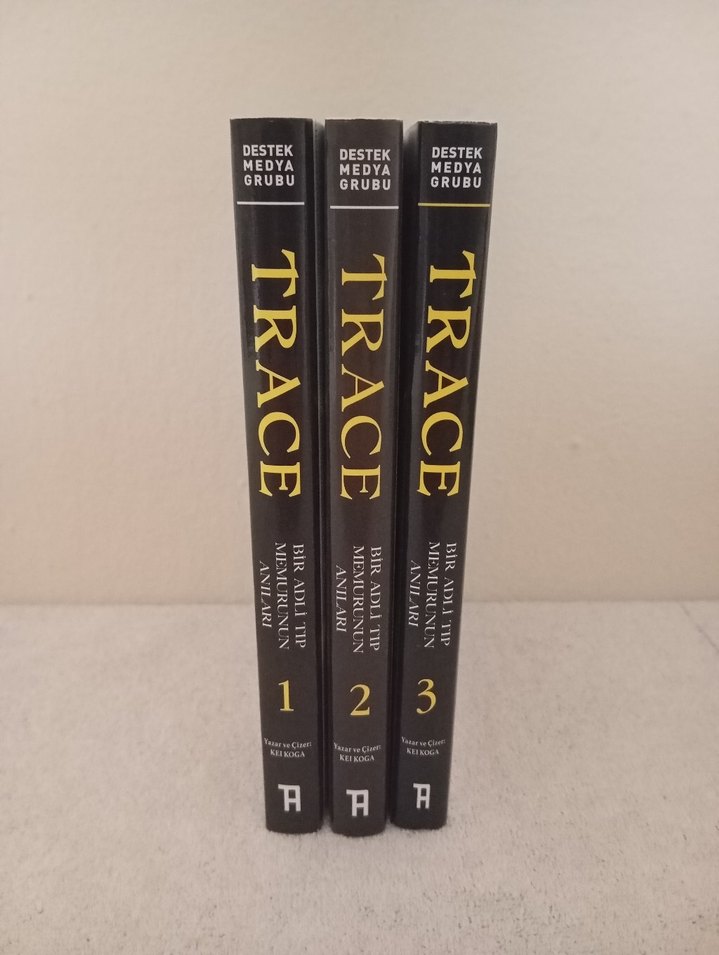 DESTEK
MEDYA
GRUBU
TRACE
BİR ADLİ TIP
MEMURUNUN
ANILARI
1
Yazar ve Çizer:
KEI KOGA
DESTEK
MEDYA
GRUBU
TRACE
BİR ADLİ TIP
MEMURUNUN
ANILARI
2
Yazar ve Çizer:
KEI KOGA
DESTEK
MEDYA
GRUBU
TRACE
BİR ADLİ TIP
MEMURUNUN
ANILARI
3
Yazar ve Çizer:
KEI KOGA